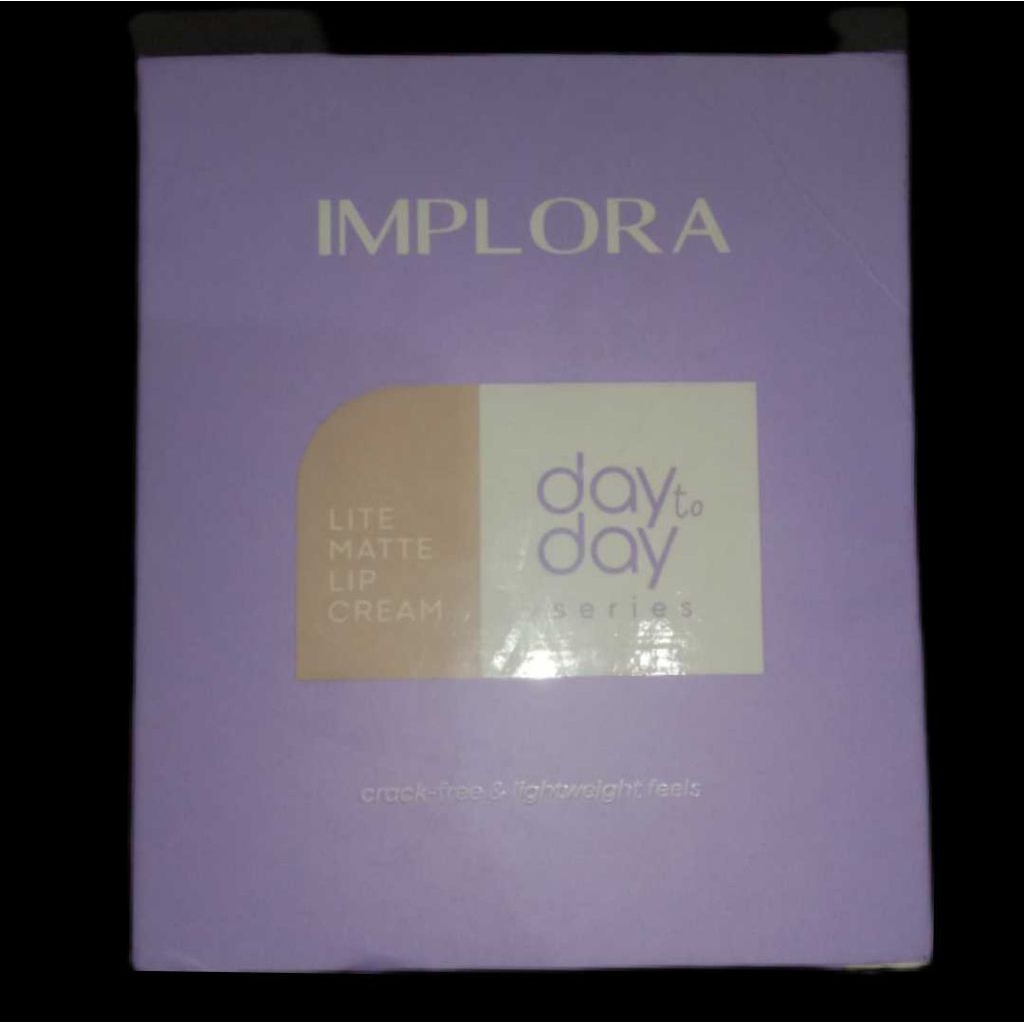 IMPLORA
LITE
MATTE
LIP
CREAM
day to
day
series
crack-free & lightweight feels